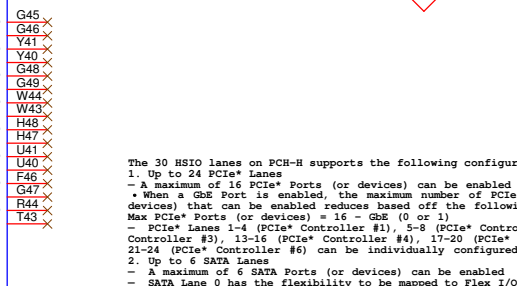 G45
G46
Y41
Y40
G48
G49
W44
W43
H48
H47
U41
U40
F46
G47
R44
T43
The 30 HSIO lanes on PCH-H supports the following configur
1. Up to 24 PCIe* Lanes
— A maximum of 16 PCIe* Ports (or devices) can be enabled
• When a GbE Port is enabled, the maximum number of PCIe
devices) that can be enabled reduces based off the followi
Max PCIe* Ports (or devices) = 16 - GbE (0 or 1)
— PCIe* Lanes 1-4 (PCIe* Controller #1), 5-8 (PCIe* Contro
Controller #3), 13-16 (PCIe* Controller #4), 17-20 (PCIe*
21-24 (PCIe* Controller #6) can be individually configured
2. Up to 6 SATA Lanes
— A maximum of 6 SATA Ports (or devices) can be enabled
— SATA Lane 0 has the flexibility to be mapped to Flex I/O